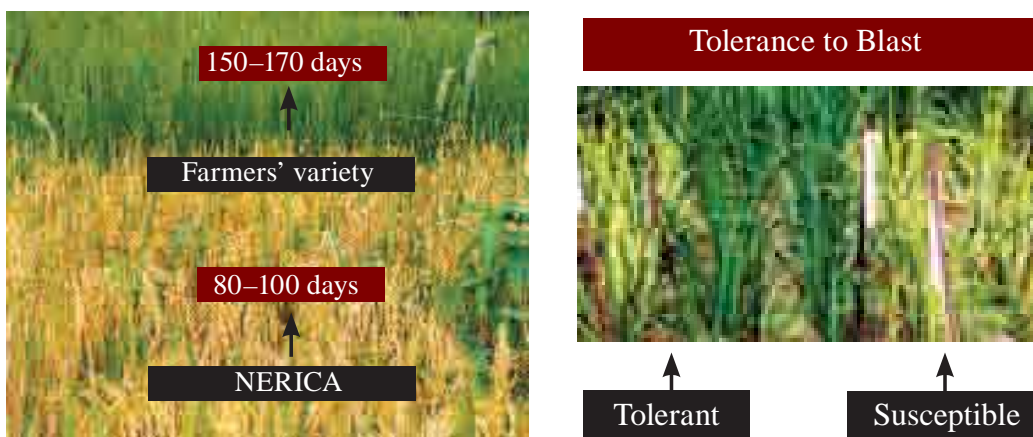 150–170 days
Farmers’ variety
80–100 days
NERICA
Tolerance to Blast
Tolerant
Susceptible